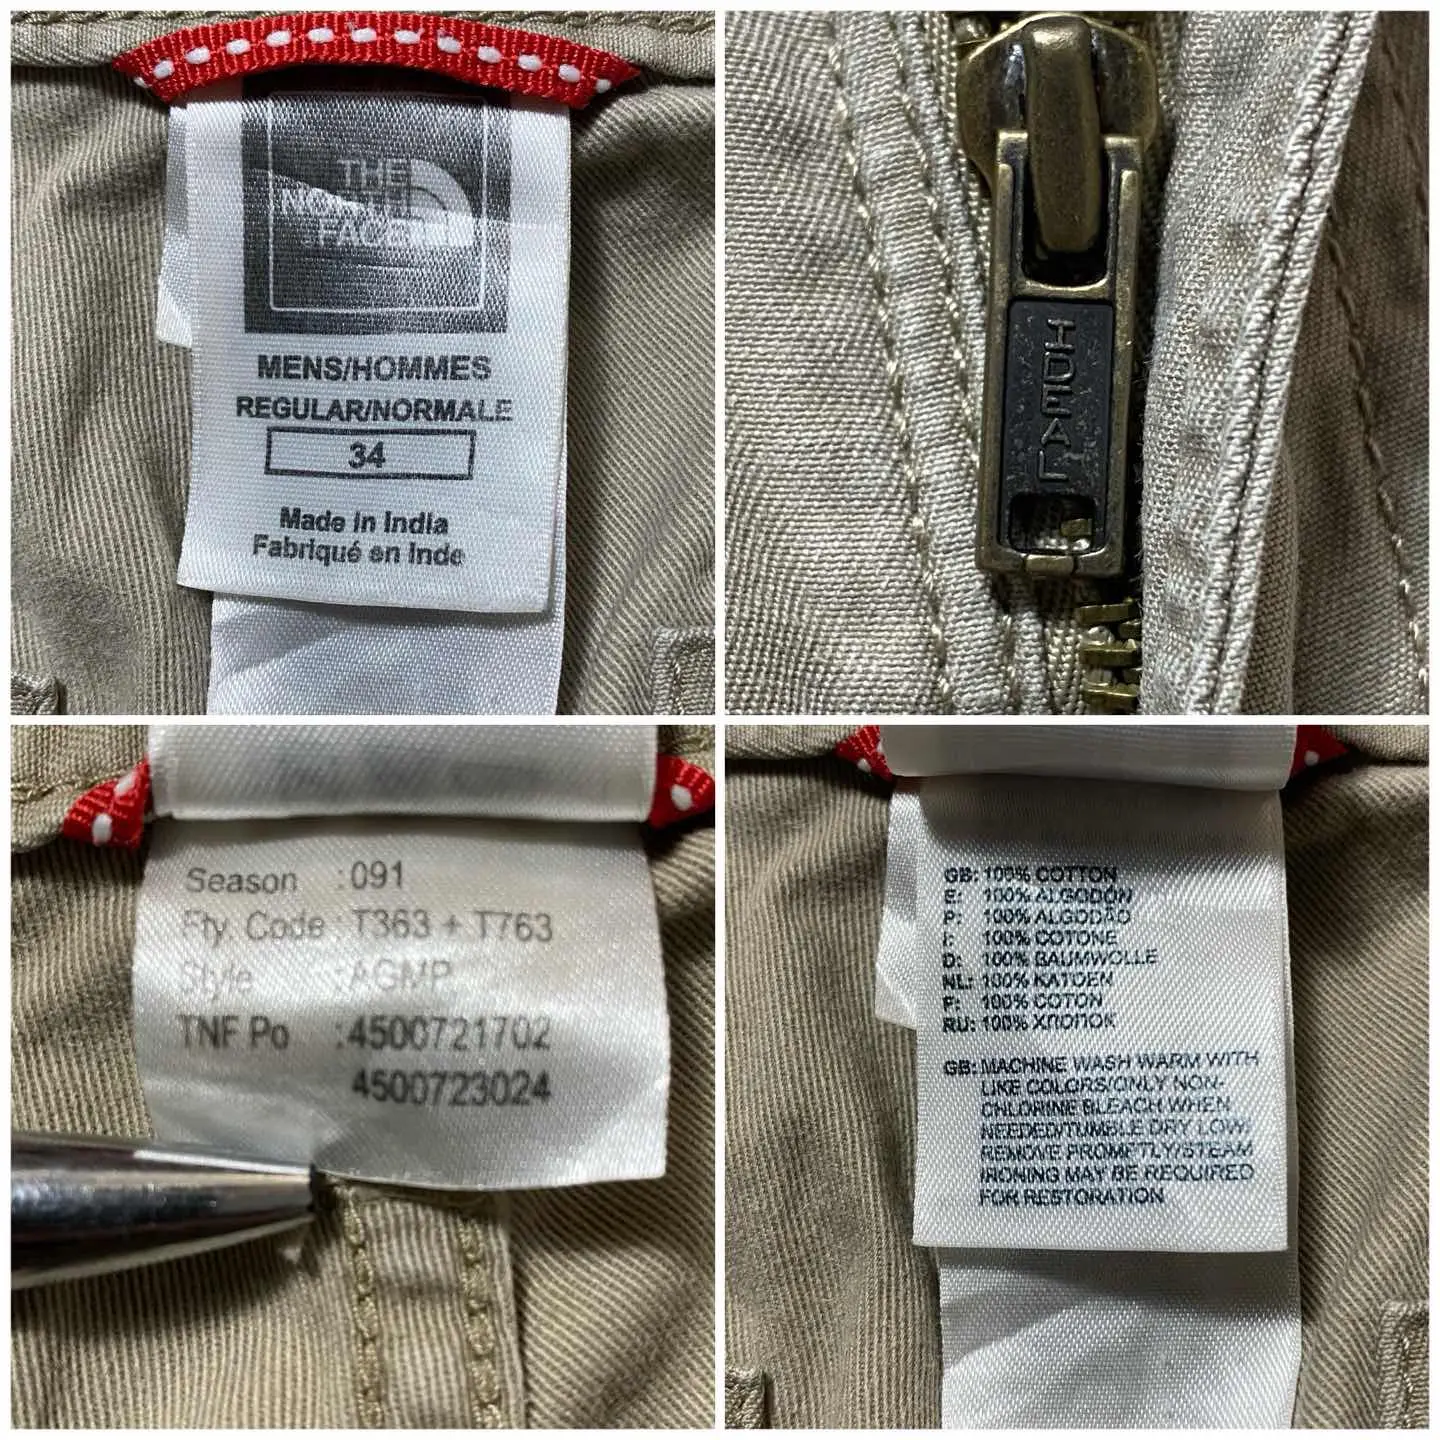 THE
NORTH
FACE
MENS/HOMMES
REGULAR/NORMALE
34
Made in India
Fabriqué en Inde
IDEAL
Season :091
Fty. Code : T363 + T763
Style :AGMP
TNF Po :4500721702
4500723024
GB: 100% COTTON
E: 100% ALGODÓN
P: 100% ALGODÃO
I: 100% COTONE
D: 100% BAUMWOLLE
NL: 100% KATOEN
F: 100% COTON
RU: 100% ХЛОПОК
GB: MACHINE WASH WARM WITH
LIKE COLORS/ONLY NON-
CHLORINE BLEACH WHEN
NEEDED/TUMBLE DRY LOW/
REMOVE PROMPTLY/STEAM
IRONING MAY BE REQUIRED
FOR RESTORATION